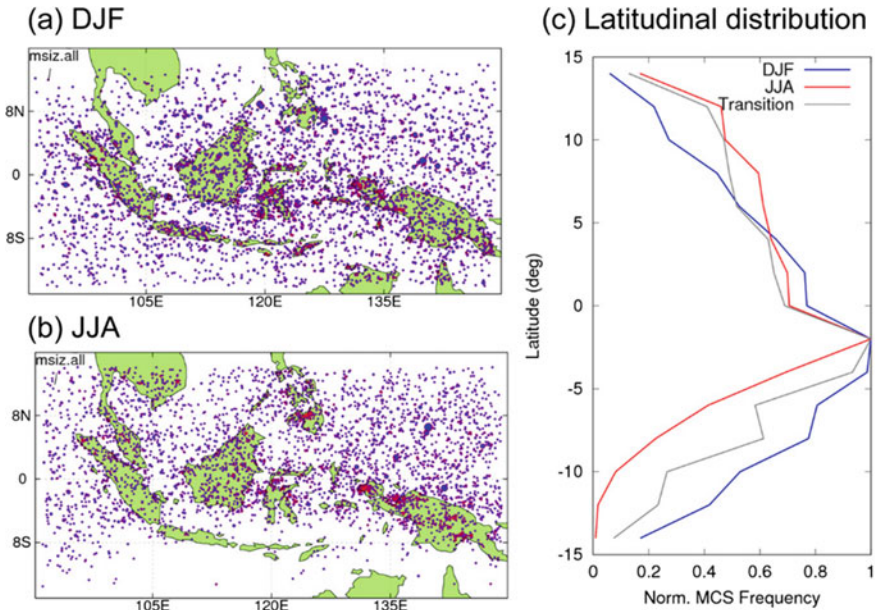 (a) DJF
msiz.all
8N
0
8S
105E 120E 135E
(b) JJA
msiz.all
8N
0
8S
105E 120E 135E
(c) Latitudinal distribution
DJF
JJA
Transition
Latitude (deg)
15
10
5
0
-5
-10
-15
0 0.2 0.4 0.6 0.8 1
Norm. MCS Frequency